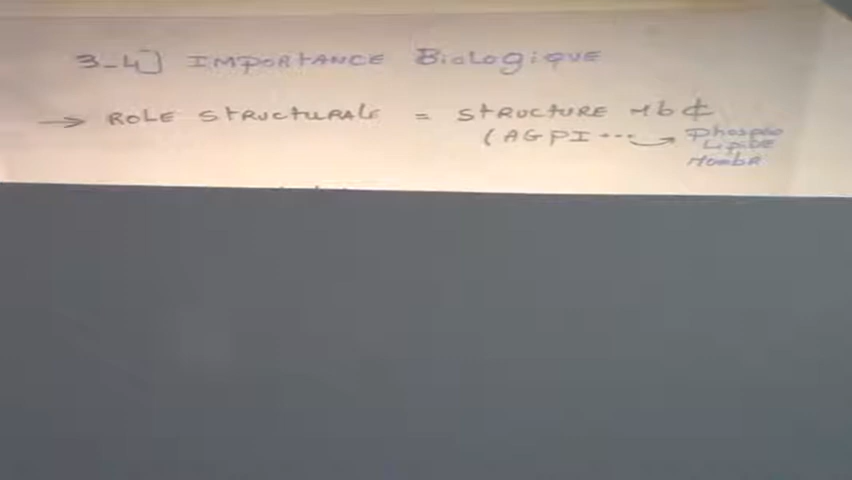 3-4] IMPORTANCE Biologique
→ ROLE STRUCTURALE = STRUCTURE Mb ¢
(AGPI ... → Phospho
Lipide
Membr